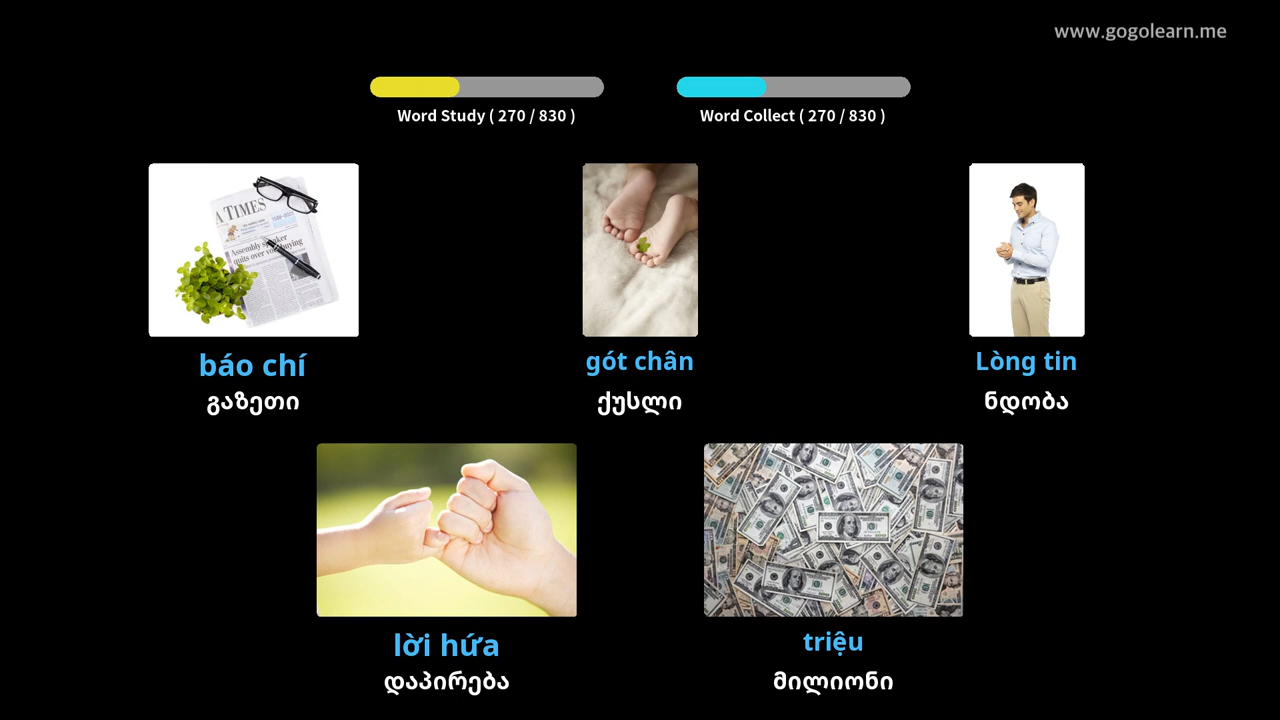 www.gogolearn.me
Word Study ( 270 / 830 )
Word Collect ( 270 / 830 )
A TIMES
báo chí
gót chân
Lòng tin
გაზეთი
ქუსლი
ნდობა
lời hứa
triệu
დაპირება
მილიონი